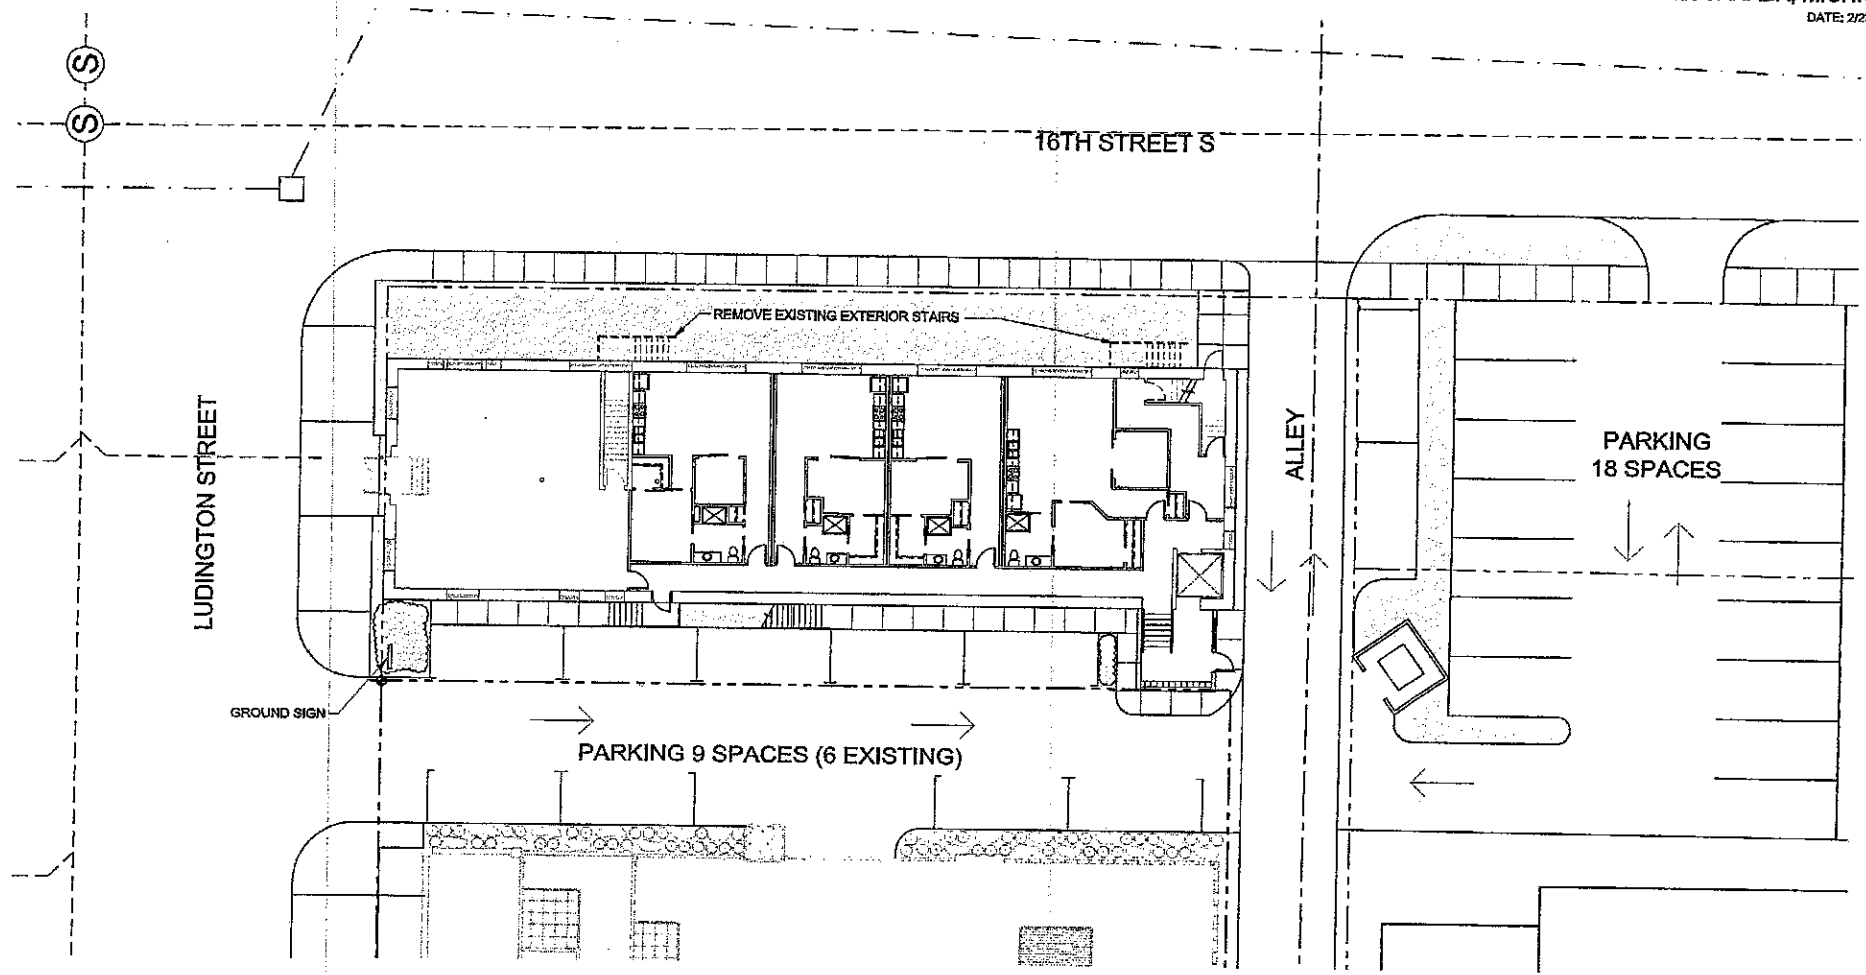 DATE: 2/2
S
S
16TH STREET S
REMOVE EXISTING EXTERIOR STAIRS
LUDINGTON STREET
ALLEY
PARKING
18 SPACES
GROUND SIGN
PARKING 9 SPACES (6 EXISTING)